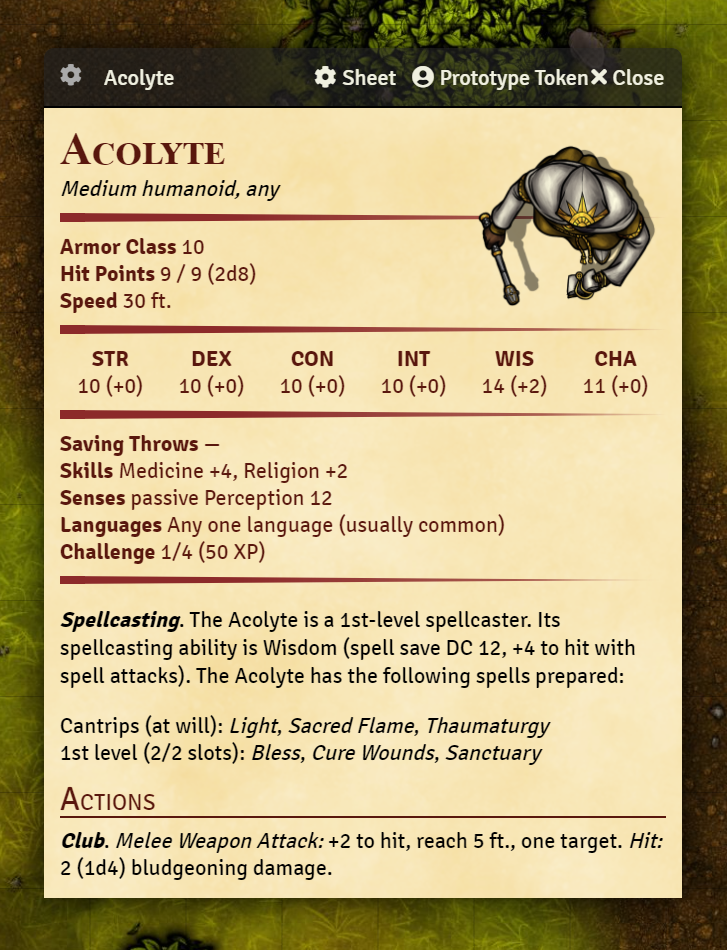 Acolyte Sheet Prototype Token Close
Acolyte
Medium humanoid, any
Armor Class 10
Hit Points 9 / 9 (2d8)
Speed 30 ft.
STR DEX CON INT WIS CHA
10 (+0) 10 (+0) 10 (+0) 10 (+0) 14 (+2) 11 (+0)
Saving Throws —
Skills Medicine +4, Religion +2
Senses passive Perception 12
Languages Any one language (usually common)
Challenge 1/4 (50 XP)
Spellcasting. The Acolyte is a 1st-level spellcaster. Its
spellcasting ability is Wisdom (spell save DC 12, +4 to hit with
spell attacks). The Acolyte has the following spells prepared:
Cantrips (at will): Light, Sacred Flame, Thaumaturgy
1st level (2/2 slots): Bless, Cure Wounds, Sanctuary
Actions
Club. Melee Weapon Attack: +2 to hit, reach 5 ft., one target. Hit:
2 (1d4) bludgeoning damage.